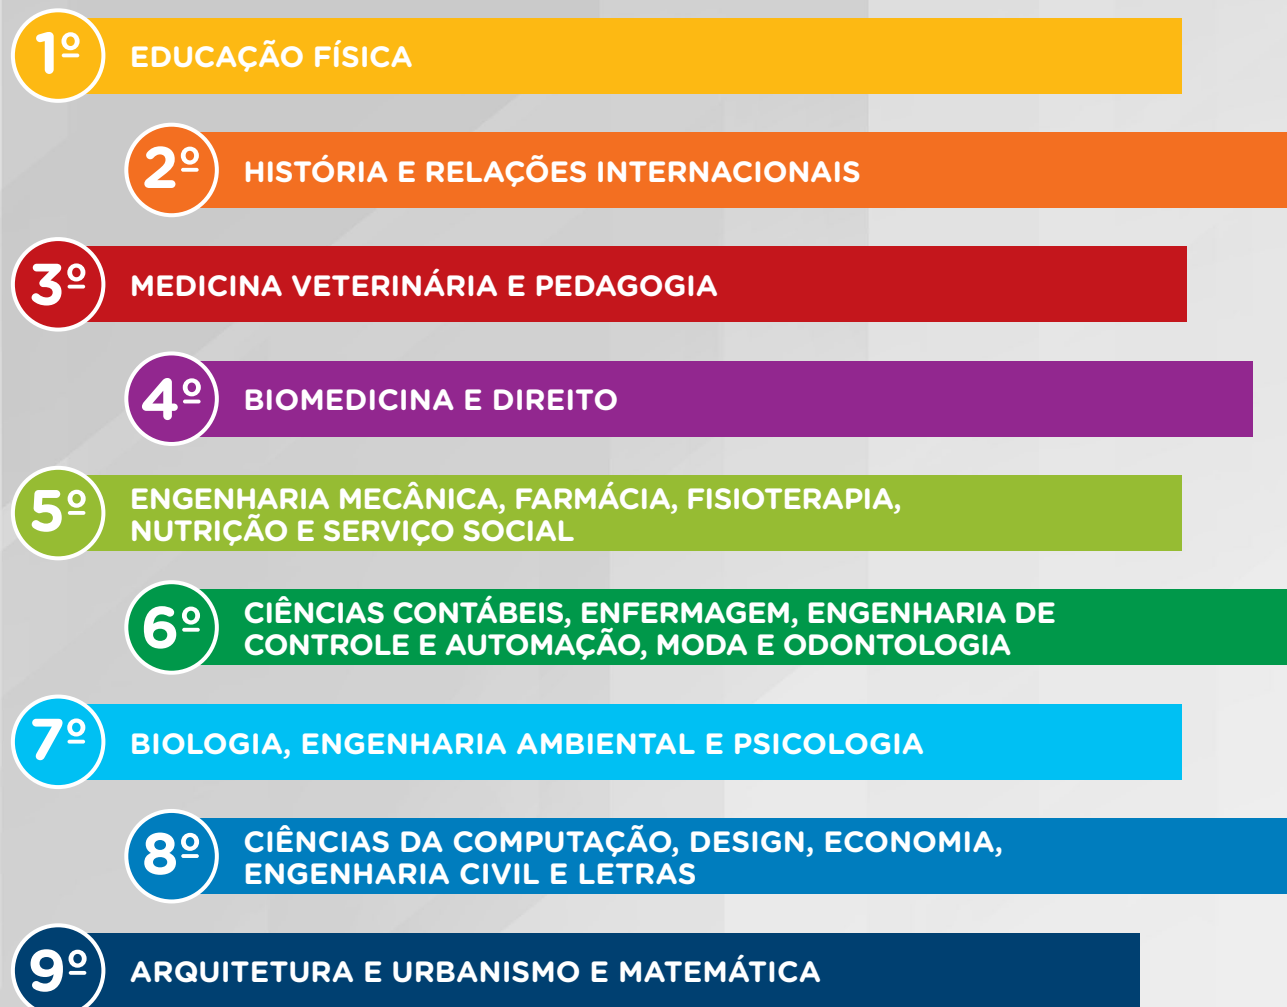 1º EDUCAÇÃO FÍSICA
2º HISTÓRIA E RELAÇÕES INTERNACIONAIS
3º MEDICINA VETERINÁRIA E PEDAGOGIA
4º BIOMEDICINA E DIREITO
5º ENGENHARIA MECÂNICA, FARMÁCIA, FISIOTERAPIA,
NUTRIÇÃO E SERVIÇO SOCIAL
6º CIÊNCIAS CONTÁBEIS, ENFERMAGEM, ENGENHARIA DE
CONTROLE E AUTOMAÇÃO, MODA E ODONTOLOGIA
7º BIOLOGIA, ENGENHARIA AMBIENTAL E PSICOLOGIA
8º CIÊNCIAS DA COMPUTAÇÃO, DESIGN, ECONOMIA,
ENGENHARIA CIVIL E LETRAS
9º ARQUITETURA E URBANISMO E MATEMÁTICA